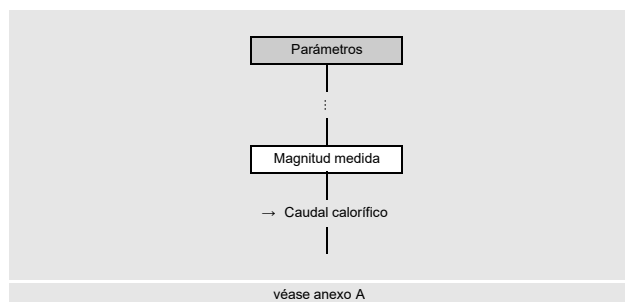 Parámetros
⋮
Magnitud medida
→ Caudal calorífico
véase anexo A